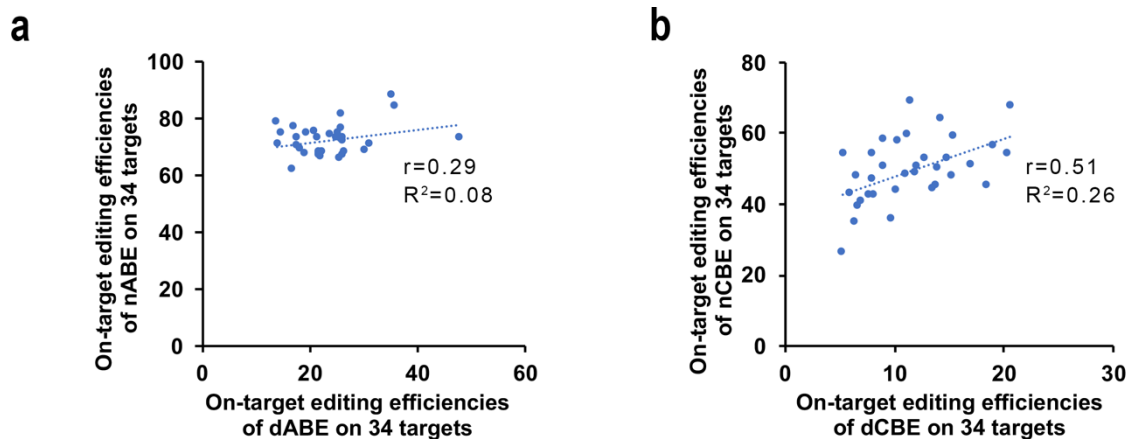 a
On-target editing efficiencies
of nABE on 34 targets
100
80
60
40
20
0
0 20 40 60
r=0.29
R²=0.08
On-target editing efficiencies
of dABE on 34 targets
b
On-target editing efficiencies
of nCBE on 34 targets
80
60
40
20
0
0 10 20 30
r=0.51
R²=0.26
On-target editing efficiencies
of dCBE on 34 targets